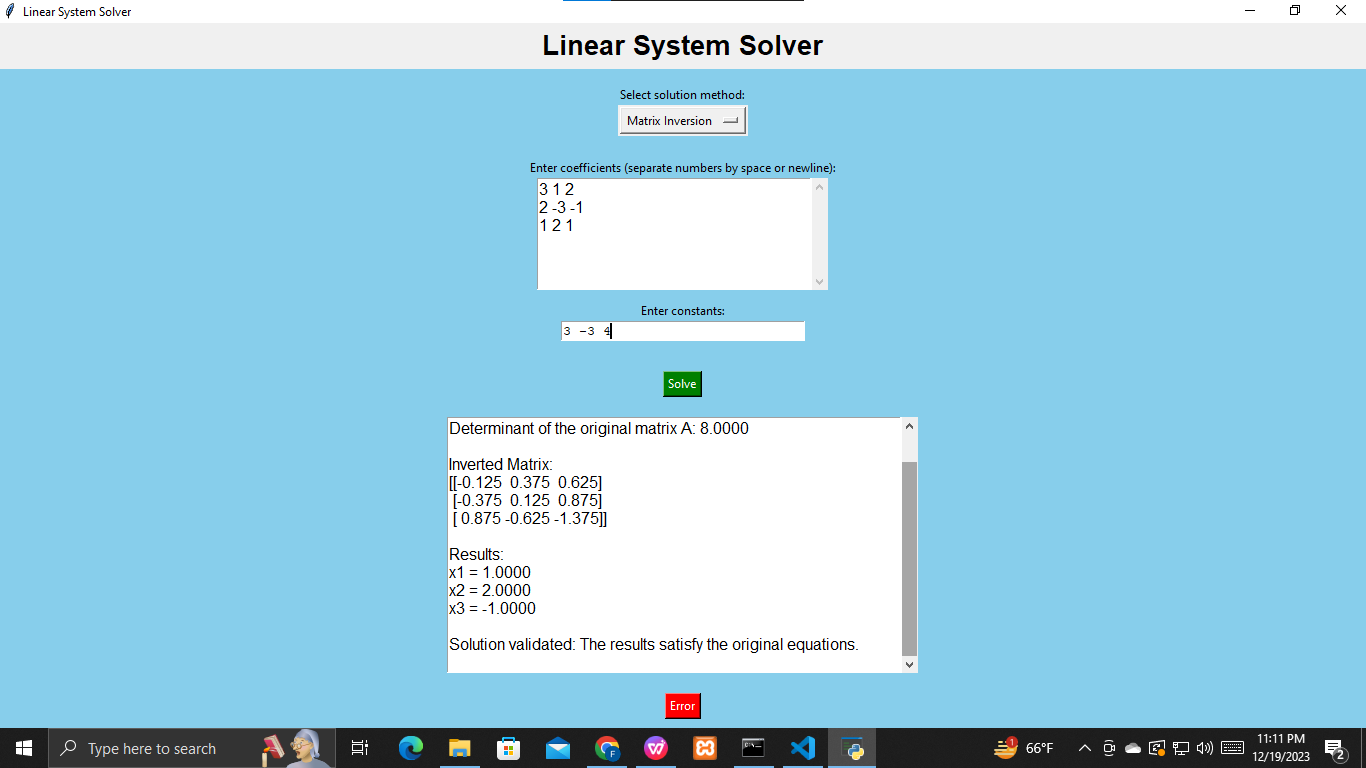 Linear System Solver
Linear System Solver
Select solution method:
Matrix Inversion
Enter coefficients (separate numbers by space or newline):
3 1 2
2 -3 -1
1 2 1
Enter constants:
3 −3 4
Solve
Determinant of the original matrix A: 8.0000
Inverted Matrix:
[[-0.125 0.375 0.625]
[-0.375 0.125 0.875]
[ 0.875 -0.625 -1.375]]
Results:
x1 = 1.0000
x2 = 2.0000
x3 = -1.0000
Solution validated: The results satisfy the original equations.
Error
Type here to search
F
1
66°F
11:11 PM
12/19/2023
2